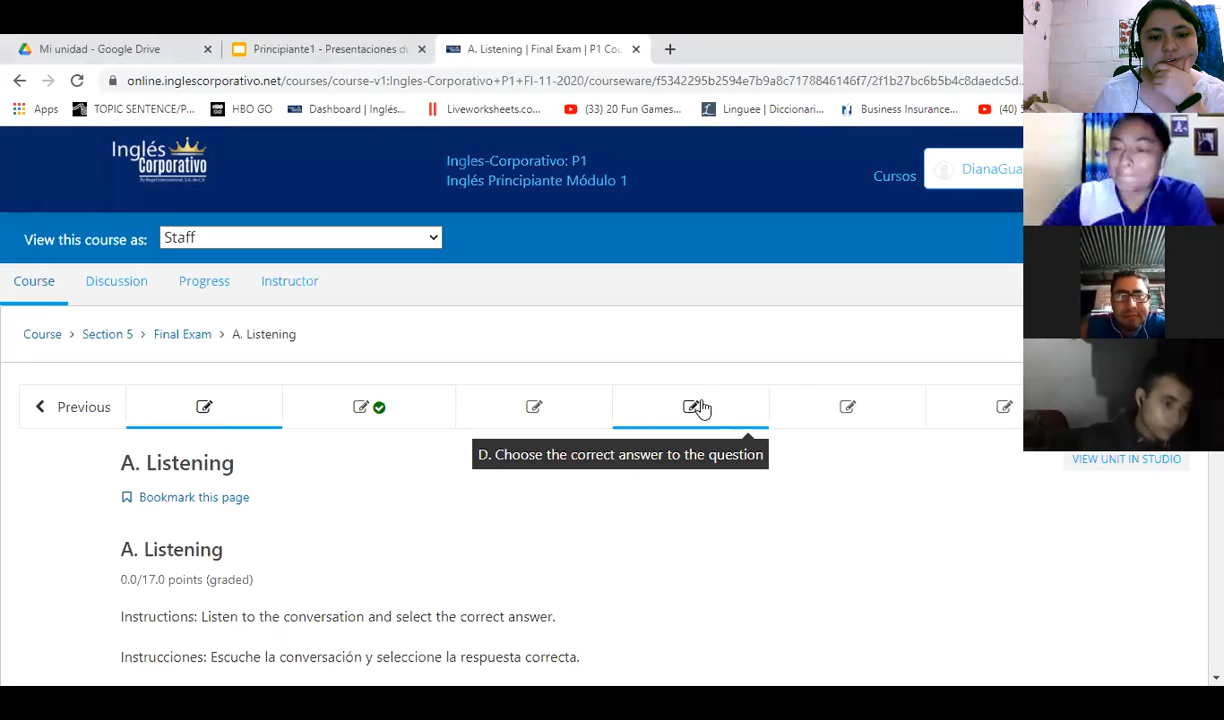 Mi unidad - Google Drive
Principiante1 - Presentaciones d
A. Listening | Final Exam | P1 Co
online.inglescorporativo.net/courses/course-v1:Ingles-Corporativo+P1+FI-11-2020/courseware/f5342295b2594e7b9a8c7178846146f7/2f1b27bc6b5b4c8daedc5d...
Apps
TOPIC SENTENCE/P...
HBO GO
Dashboard | Inglés...
Liveworksheets.co...
(33) 20 Fun Games...
Linguee | Diccionari...
Business Insurance...
(40)
Inglés
Corporativo
Ingles-Corporativo: P1
Inglés Principiante Módulo 1
Cursos
DianaGua
View this course as:
Staff
Course
Discussion
Progress
Instructor
Course > Section 5 > Final Exam > A. Listening
Previous
D. Choose the correct answer to the question
A. Listening
VIEW UNIT IN STUDIO
Bookmark this page
A. Listening
0.0/17.0 points (graded)
Instructions: Listen to the conversation and select the correct answer.
Instrucciones: Escuche la conversación y seleccione la respuesta correcta.